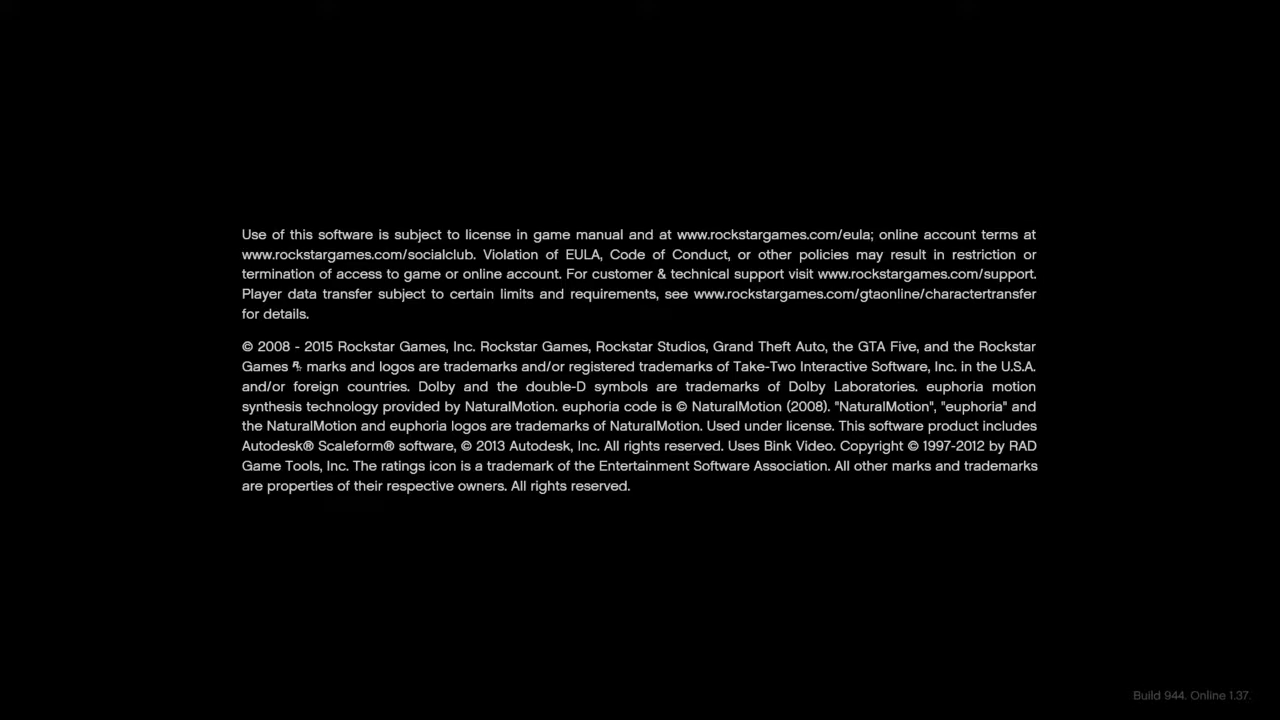 Use of this software is subject to license in game manual and at www.rockstargames.com/eula; online account terms at
www.rockstargames.com/socialclub. Violation of EULA, Code of Conduct, or other policies may result in restriction or
termination of access to game or online account. For customer & technical support visit www.rockstargames.com/support.
Player data transfer subject to certain limits and requirements, see www.rockstargames.com/gtaonline/charactertransfer
for details.
© 2008 - 2015 Rockstar Games, Inc. Rockstar Games, Rockstar Studios, Grand Theft Auto, the GTA Five, and the Rockstar
Games R* marks and logos are trademarks and/or registered trademarks of Take-Two Interactive Software, Inc. in the U.S.A.
and/or foreign countries. Dolby and the double-D symbols are trademarks of Dolby Laboratories. euphoria motion
synthesis technology provided by NaturalMotion. euphoria code is © NaturalMotion (2008). "NaturalMotion", "euphoria" and
the NaturalMotion and euphoria logos are trademarks of NaturalMotion. Used under license. This software product includes
Autodesk® Scaleform® software, © 2013 Autodesk, Inc. All rights reserved. Uses Bink Video. Copyright © 1997-2012 by RAD
Game Tools, Inc. The ratings icon is a trademark of the Entertainment Software Association. All other marks and trademarks
are properties of their respective owners. All rights reserved.
Build 944. Online 1.37.